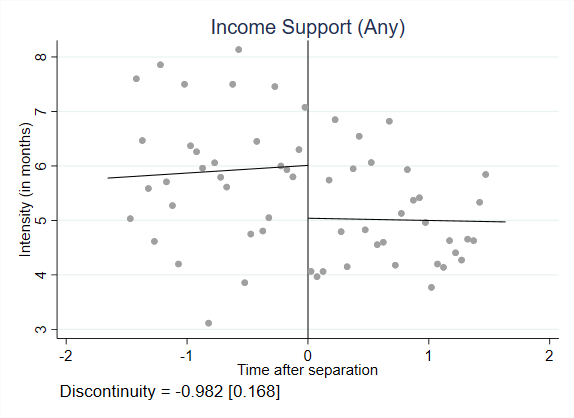 Income Support (Any)
8
7
6
5
4
3
Intensity (in months)
-2
-1
0
1
2
Time after separation
Discontinuity = -0.982 [0.168]